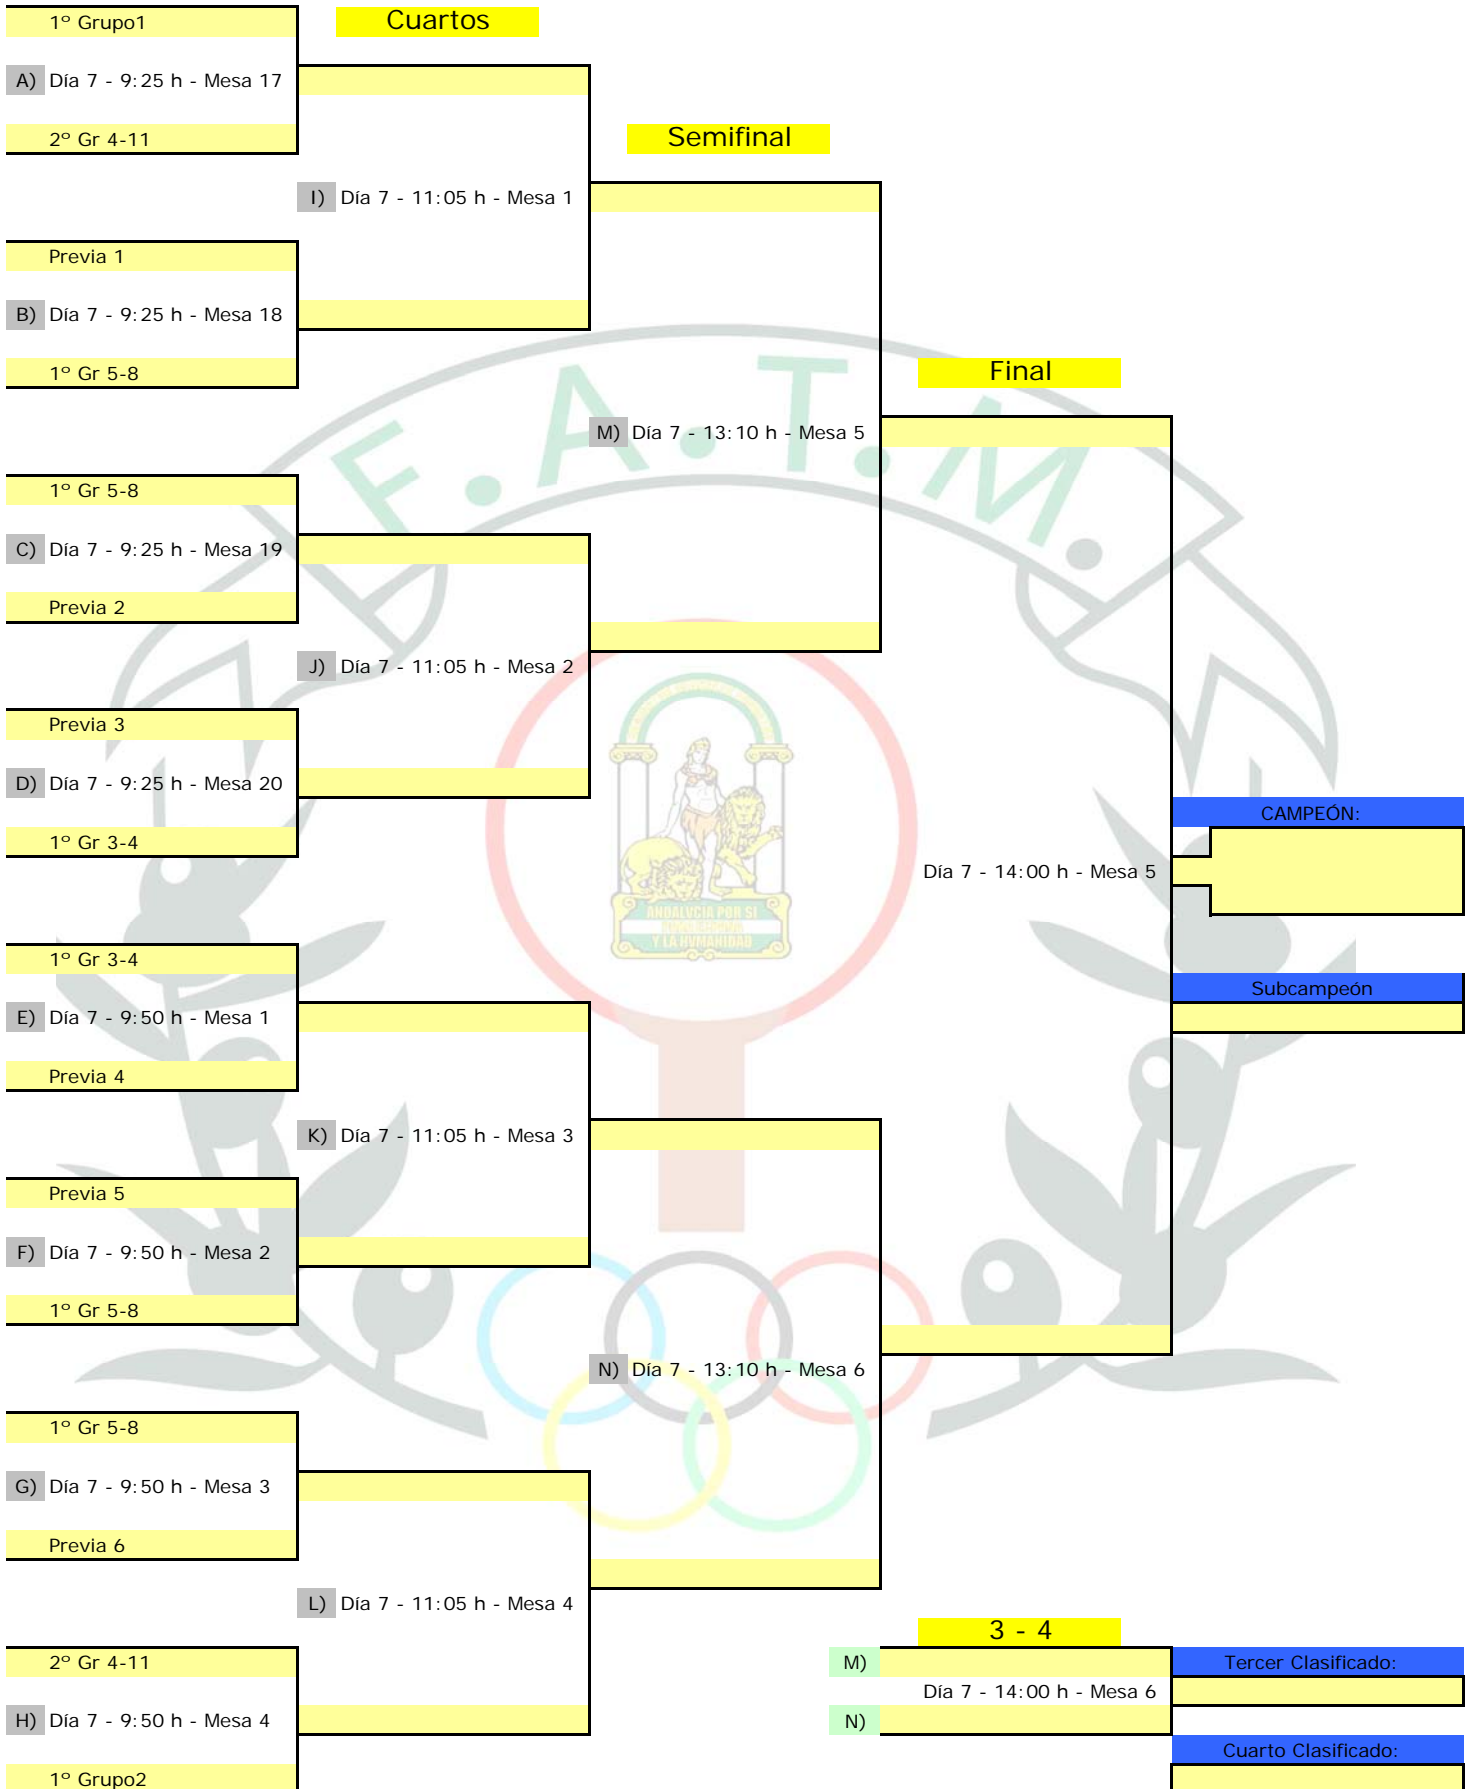 1º Grupo1
Cuartos
A) Día 7 - 9:25 h - Mesa 17
2º Gr 4-11
Semifinal
I) Día 7 - 11:05 h - Mesa 1
Previa 1
B) Día 7 - 9:25 h - Mesa 18
1º Gr 5-8
Final
F.A.T.M.
M) Día 7 - 13:10 h - Mesa 5
1º Gr 5-8
C) Día 7 - 9:25 h - Mesa 19
Previa 2
J) Día 7 - 11:05 h - Mesa 2
Previa 3
D) Día 7 - 9:25 h - Mesa 20
CAMPEÓN:
1º Gr 3-4
Día 7 - 14:00 h - Mesa 5
ANDALVCIA POR SI
Y LA HVMANIDAD
1º Gr 3-4
Subcampeón
E) Día 7 - 9:50 h - Mesa 1
Previa 4
K) Día 7 - 11:05 h - Mesa 3
Previa 5
F) Día 7 - 9:50 h - Mesa 2
1º Gr 5-8
N) Día 7 - 13:10 h - Mesa 6
1º Gr 5-8
G) Día 7 - 9:50 h - Mesa 3
Previa 6
L) Día 7 - 11:05 h - Mesa 4
3 - 4
2º Gr 4-11
M)
Tercer Clasificado:
Día 7 - 14:00 h - Mesa 6
H) Día 7 - 9:50 h - Mesa 4
N)
Cuarto Clasificado:
1º Grupo2